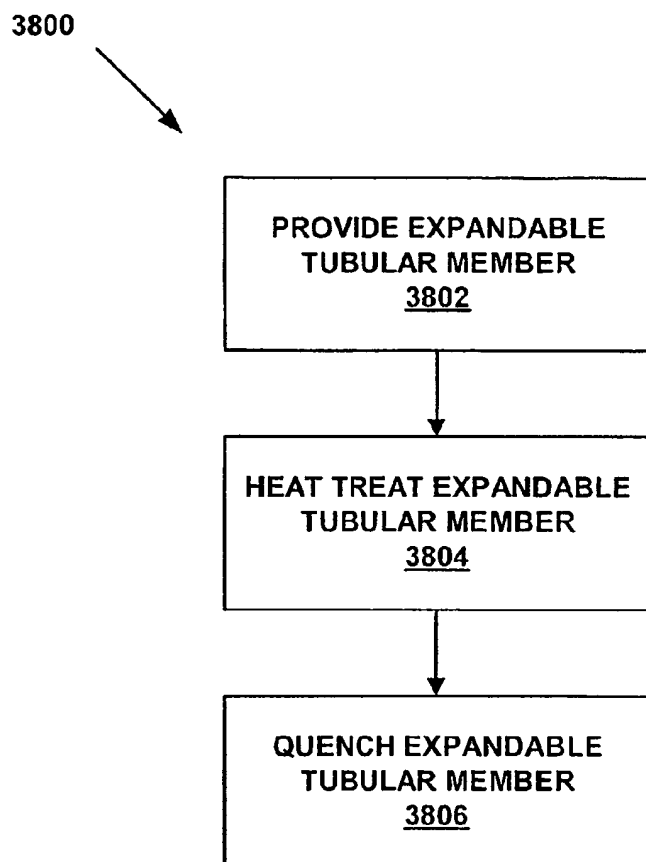 3800
PROVIDE EXPANDABLE
TUBULAR MEMBER
3802
HEAT TREAT EXPANDABLE
TUBULAR MEMBER
3804
QUENCH EXPANDABLE
TUBULAR MEMBER
3806